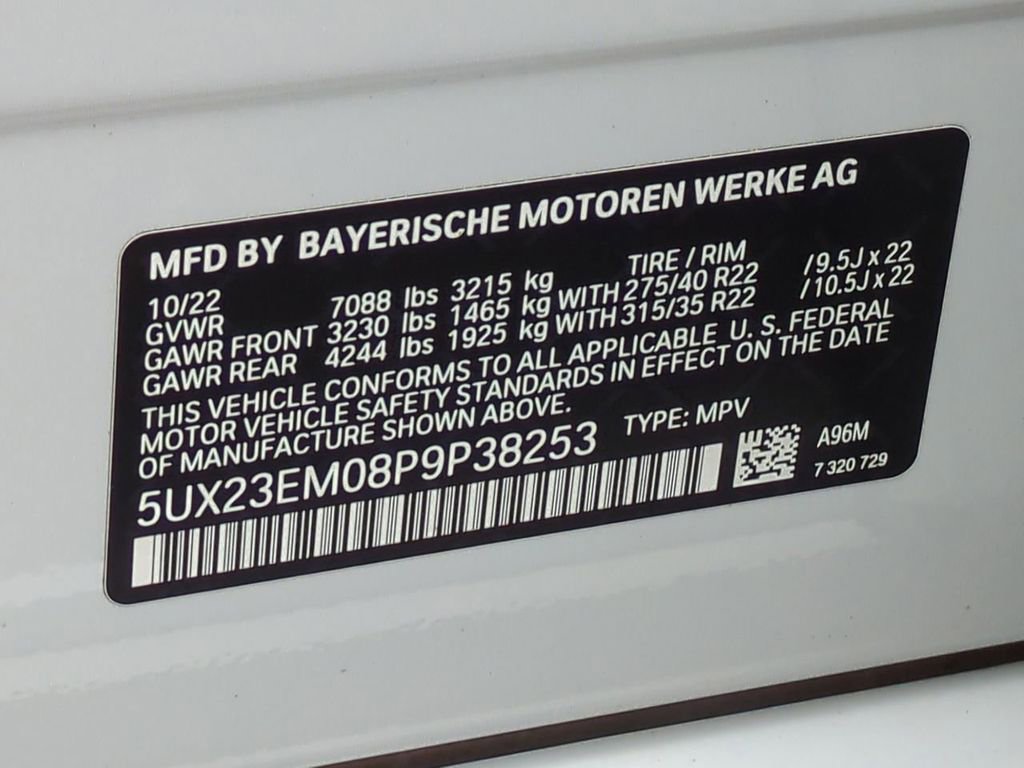 MFD BY BAYERISCHE MOTOREN WERKE AG
10/22 TIRE / RIM
GVWR 7088 lbs 3215 kg
GAWR FRONT 3230 lbs 1465 kg WITH 275/40 R22 /9.5J x 22
GAWR REAR 4244 lbs 1925 kg WITH 315/35 R22 /10.5J x 22
THIS VEHICLE CONFORMS TO ALL APPLICABLE U. S. FEDERAL
MOTOR VEHICLE SAFETY STANDARDS IN EFFECT ON THE DATE
OF MANUFACTURE SHOWN ABOVE.
5UX23EM08P9P38253 TYPE: MPV
A96M
7 320 729